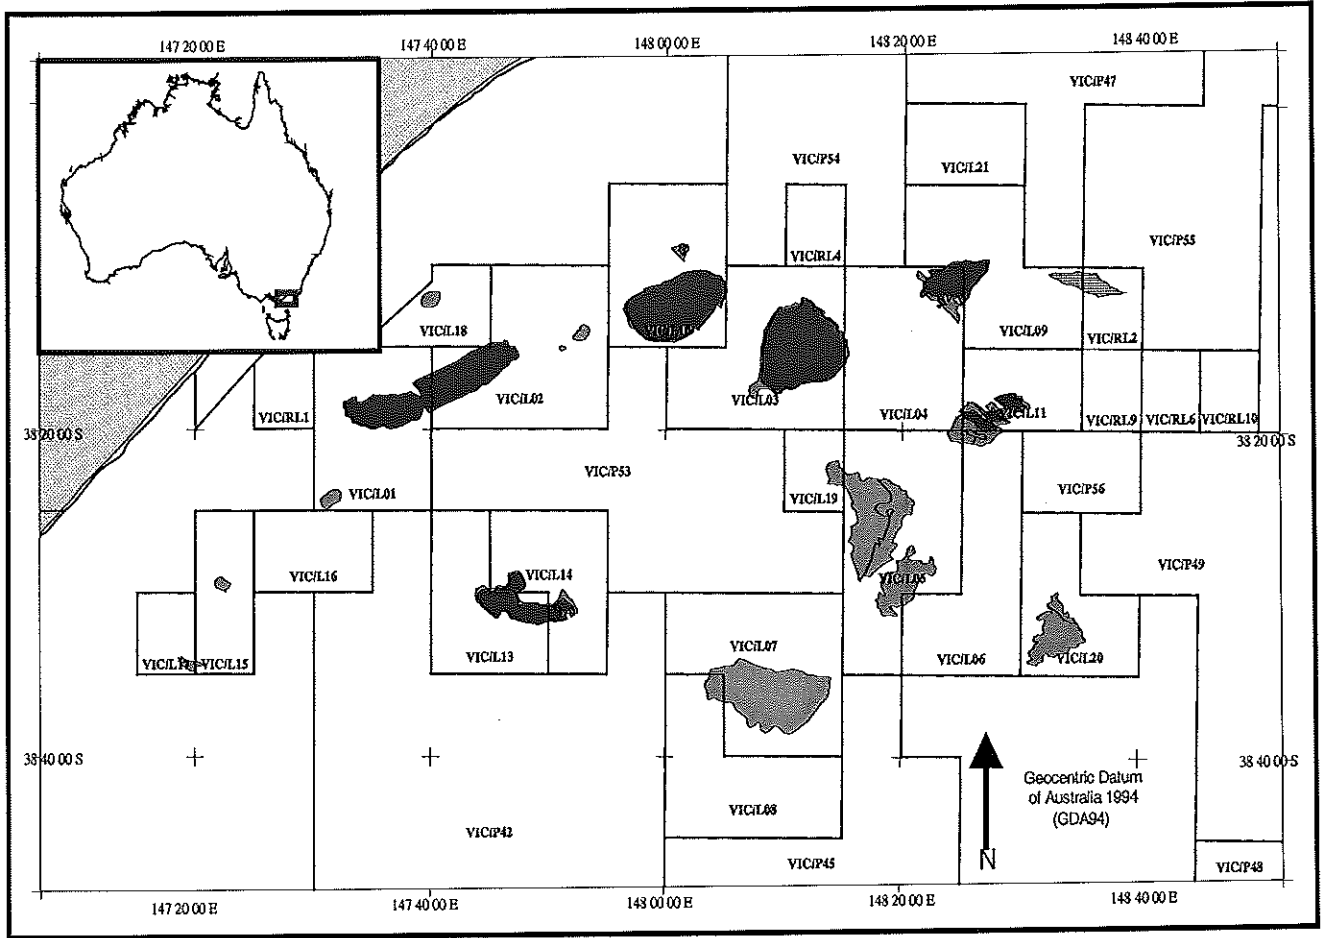 147 20 00 E
147 40 00 E
148 00 00 E
148 20 00 E
148 40 00 E
VIC/P47
VIC/P54
VIC/L21
VIC/P55
VIC/RL4
VIC/L18
VIC/L03
VIC/L09
VIC/RL2
VIC/RL1
VIC/L02
VIC/L04
VIC/L11
VIC/RL9
VIC/RL6
VIC/RL10
38 20 00 S
38 20 00 S
VIC/P53
VIC/L01
VIC/L19
VIC/P56
VIC/L16
VIC/L14
VIC/L05
VIC/P49
VIC/L15
VIC/L13
VIC/L07
VIC/L06
VIC/L20
38 40 00 S
38 40 00 S
Geocentric Datum
of Australia 1994
(GDA94)
VIC/L08
VIC/P42
N
VIC/P45
VIC/P48
147 20 00 E
147 40 00 E
148 00 00 E
148 20 00 E
148 40 00 E